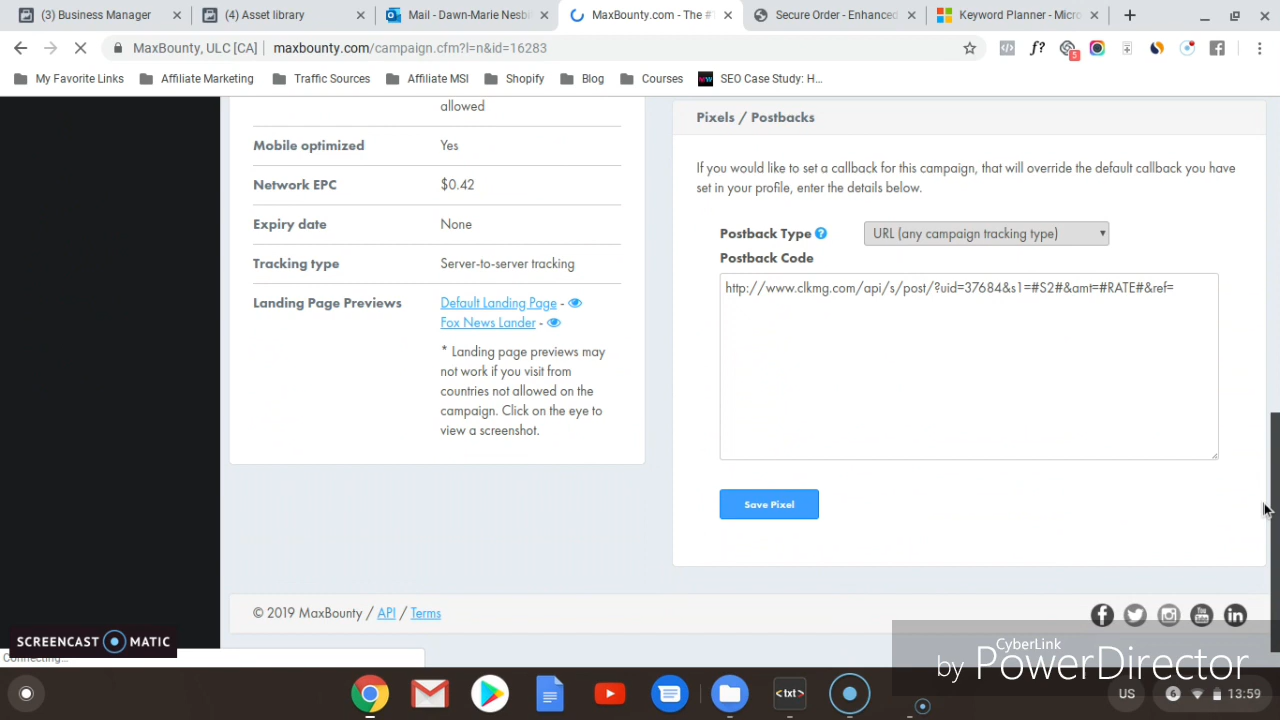 (3) Business Manager
(4) Asset library
Mail - Dawn-Marie Nesbi
MaxBounty.com - The #
Secure Order - Enhanced
Keyword Planner - Micro
MaxBounty, ULC [CA]
maxbounty.com/campaign.cfm?l=n&id=16283
f?
5
My Favorite Links
Affiliate Marketing
Traffic Sources
Affiliate MSI
Shopify
Blog
Courses
SEO Case Study: H...
allowed
Mobile optimized Yes
Network EPC $0.42
Expiry date None
Tracking type Server-to-server tracking
Landing Page Previews Default Landing Page -
Fox News Lander -
* Landing page previews may
not work if you visit from
countries not allowed on the
campaign. Click on the eye to
view a screenshot.
Pixels / Postbacks
If you would like to set a callback for this campaign, that will override the default callback you have
set in your profile, enter the details below.
Postback Type ? URL (any campaign tracking type)
Postback Code
http://www.clkmg.com/api/s/post/?uid=37684&s1=#S2#&amt=#RATE#&ref=
Save Pixel
© 2019 MaxBounty / API / Terms
You
Tube
SCREENCAST MATIC
Connecting...
CyberLink
by PowerDirector
<txt>
US
6
13:59